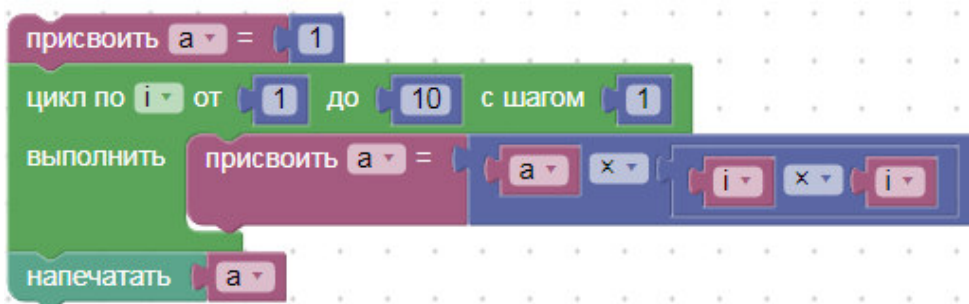 присвоить a = 1
цикл по i от 1 до 10 с шагом 1
выполнить присвоить a = a × i × i
напечатать a